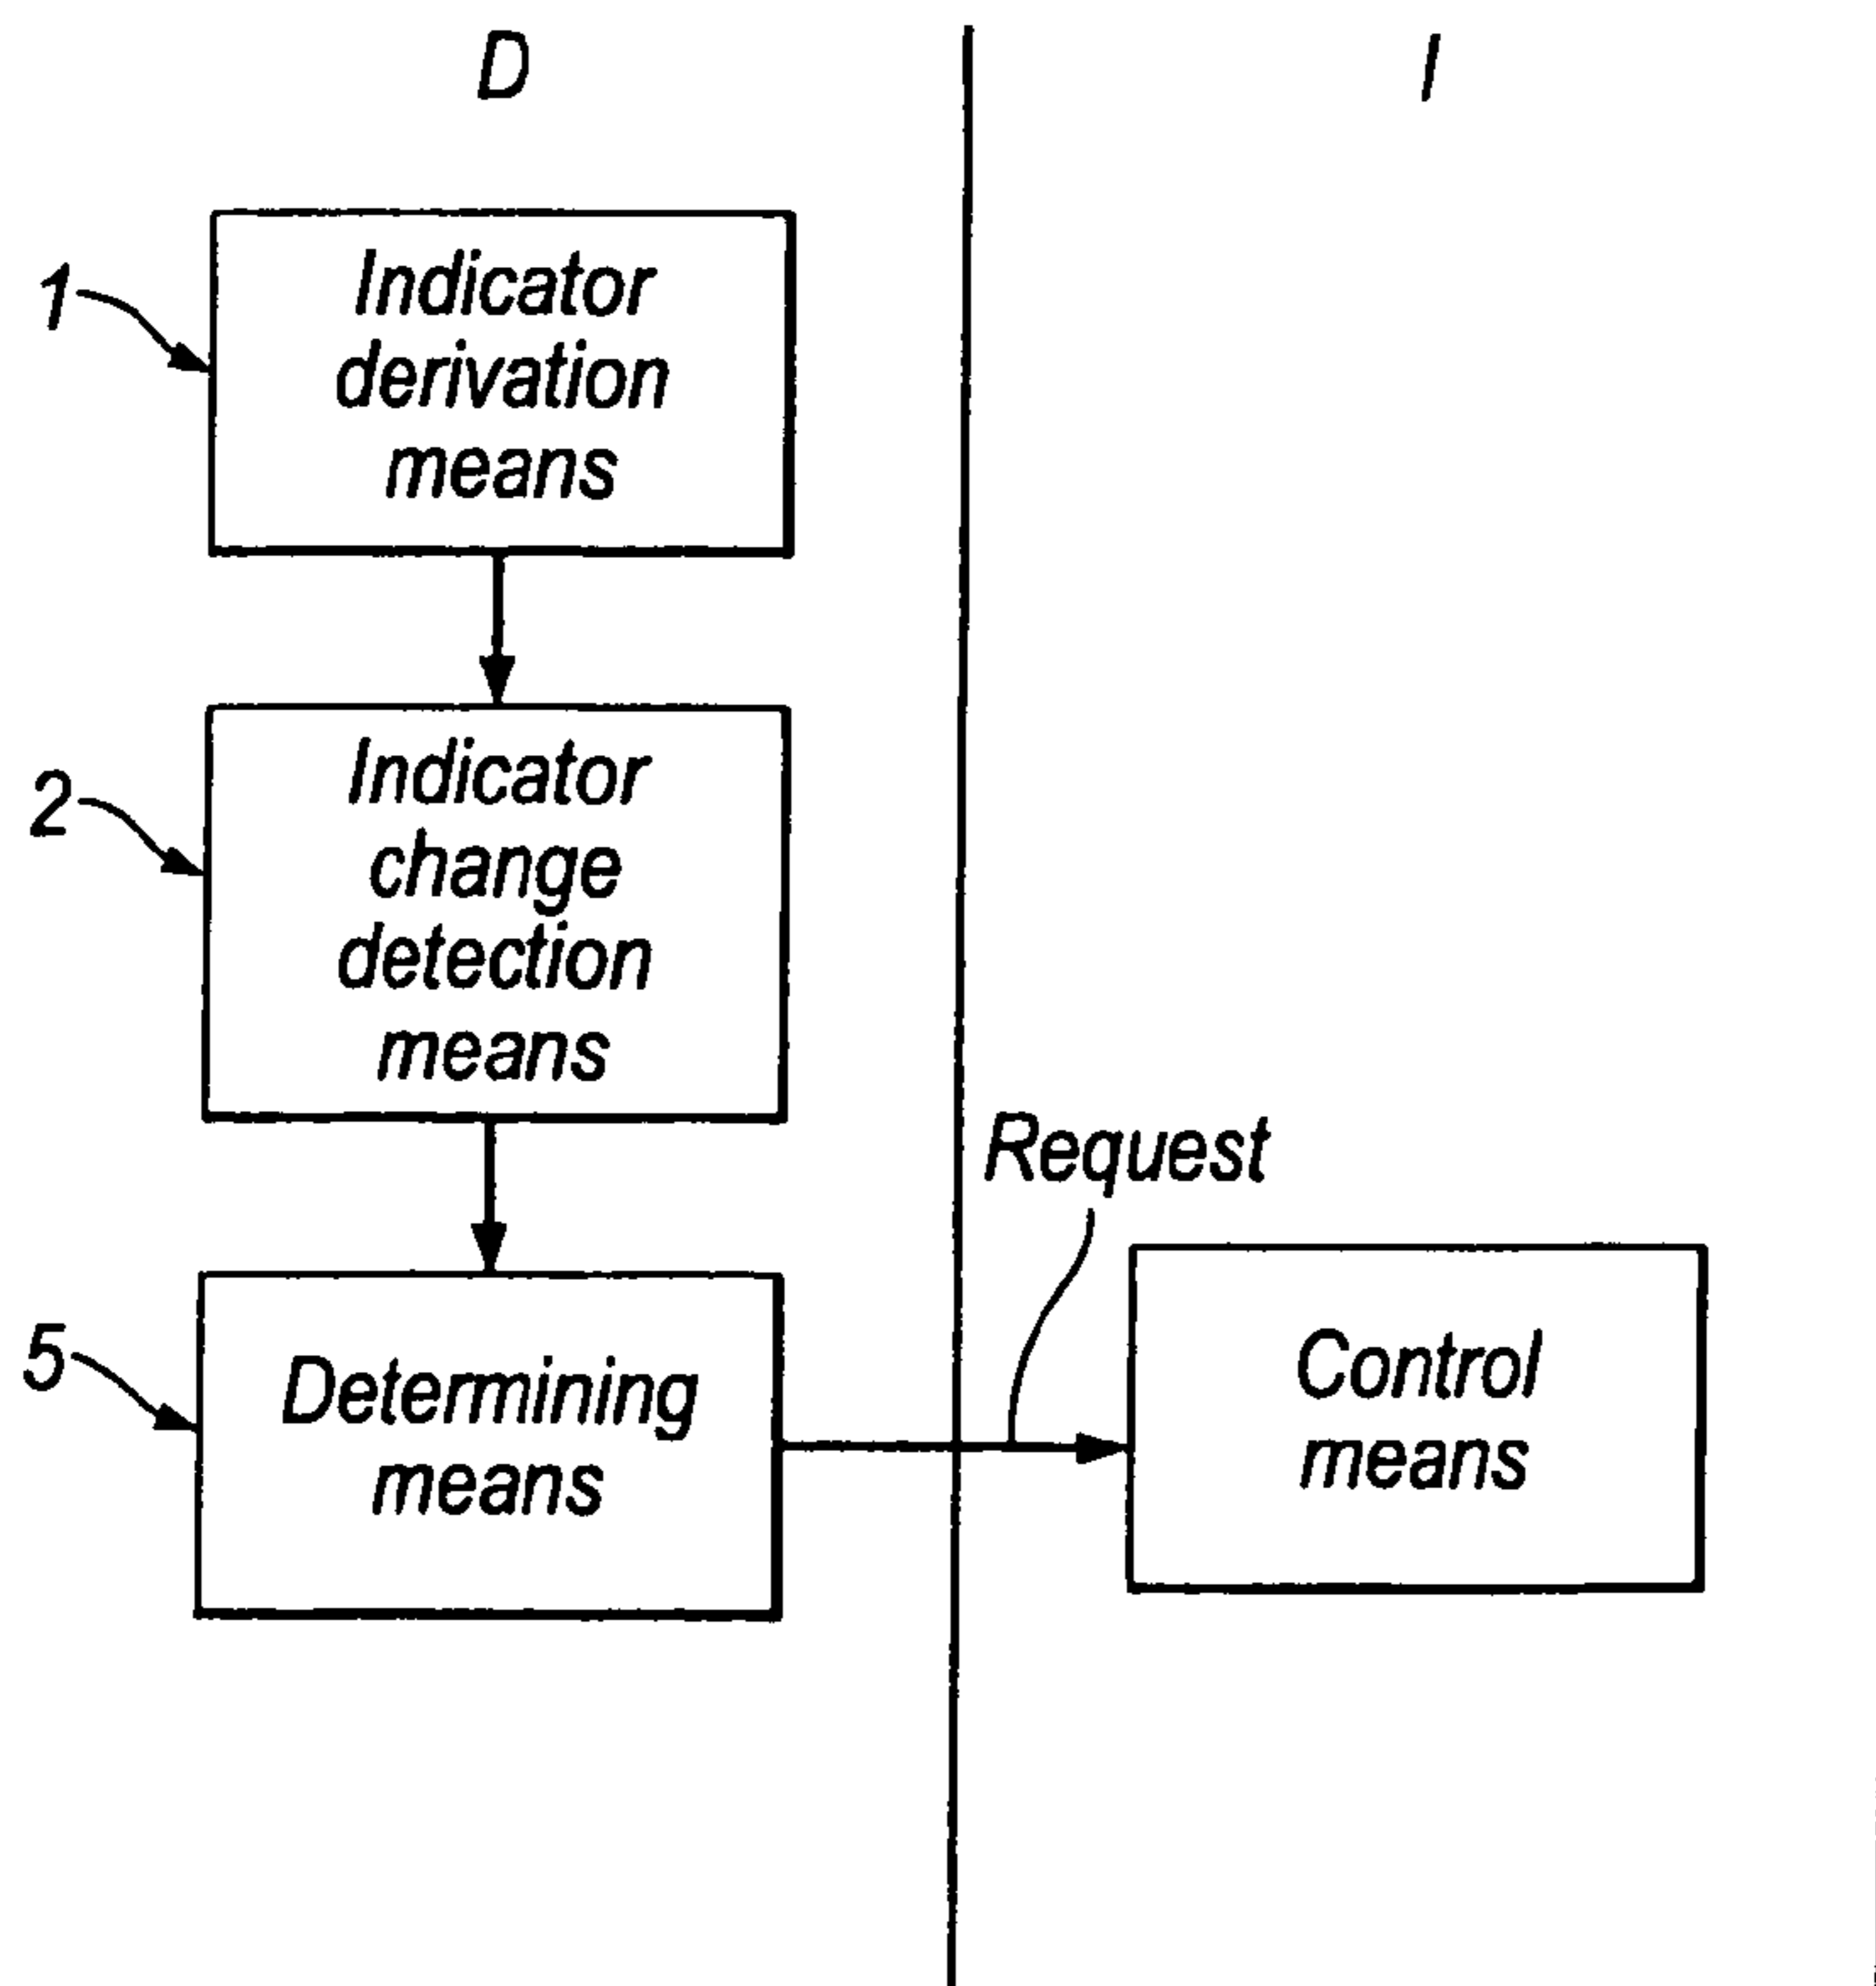 D
I
1
Indicator
derivation
means
2
Indicator
change
detection
means
Request
5
Determining
means
Control
means